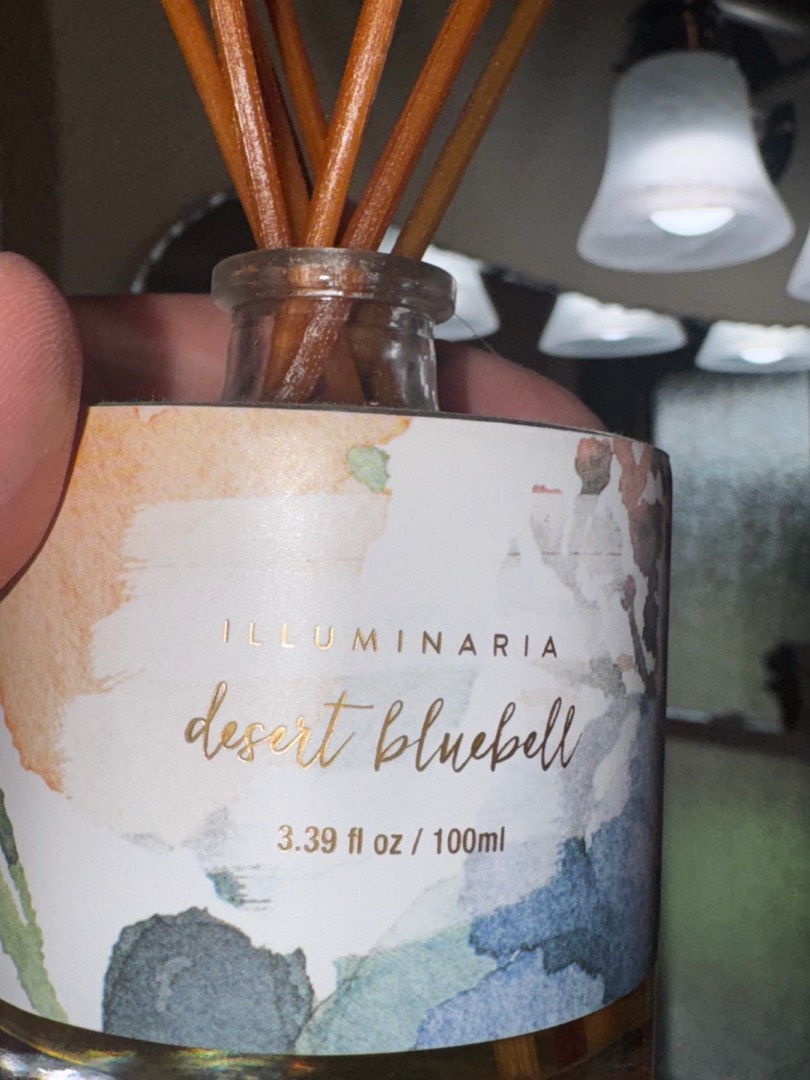 ILLUMINARIA
desert bluebell
3.39 fl oz / 100ml